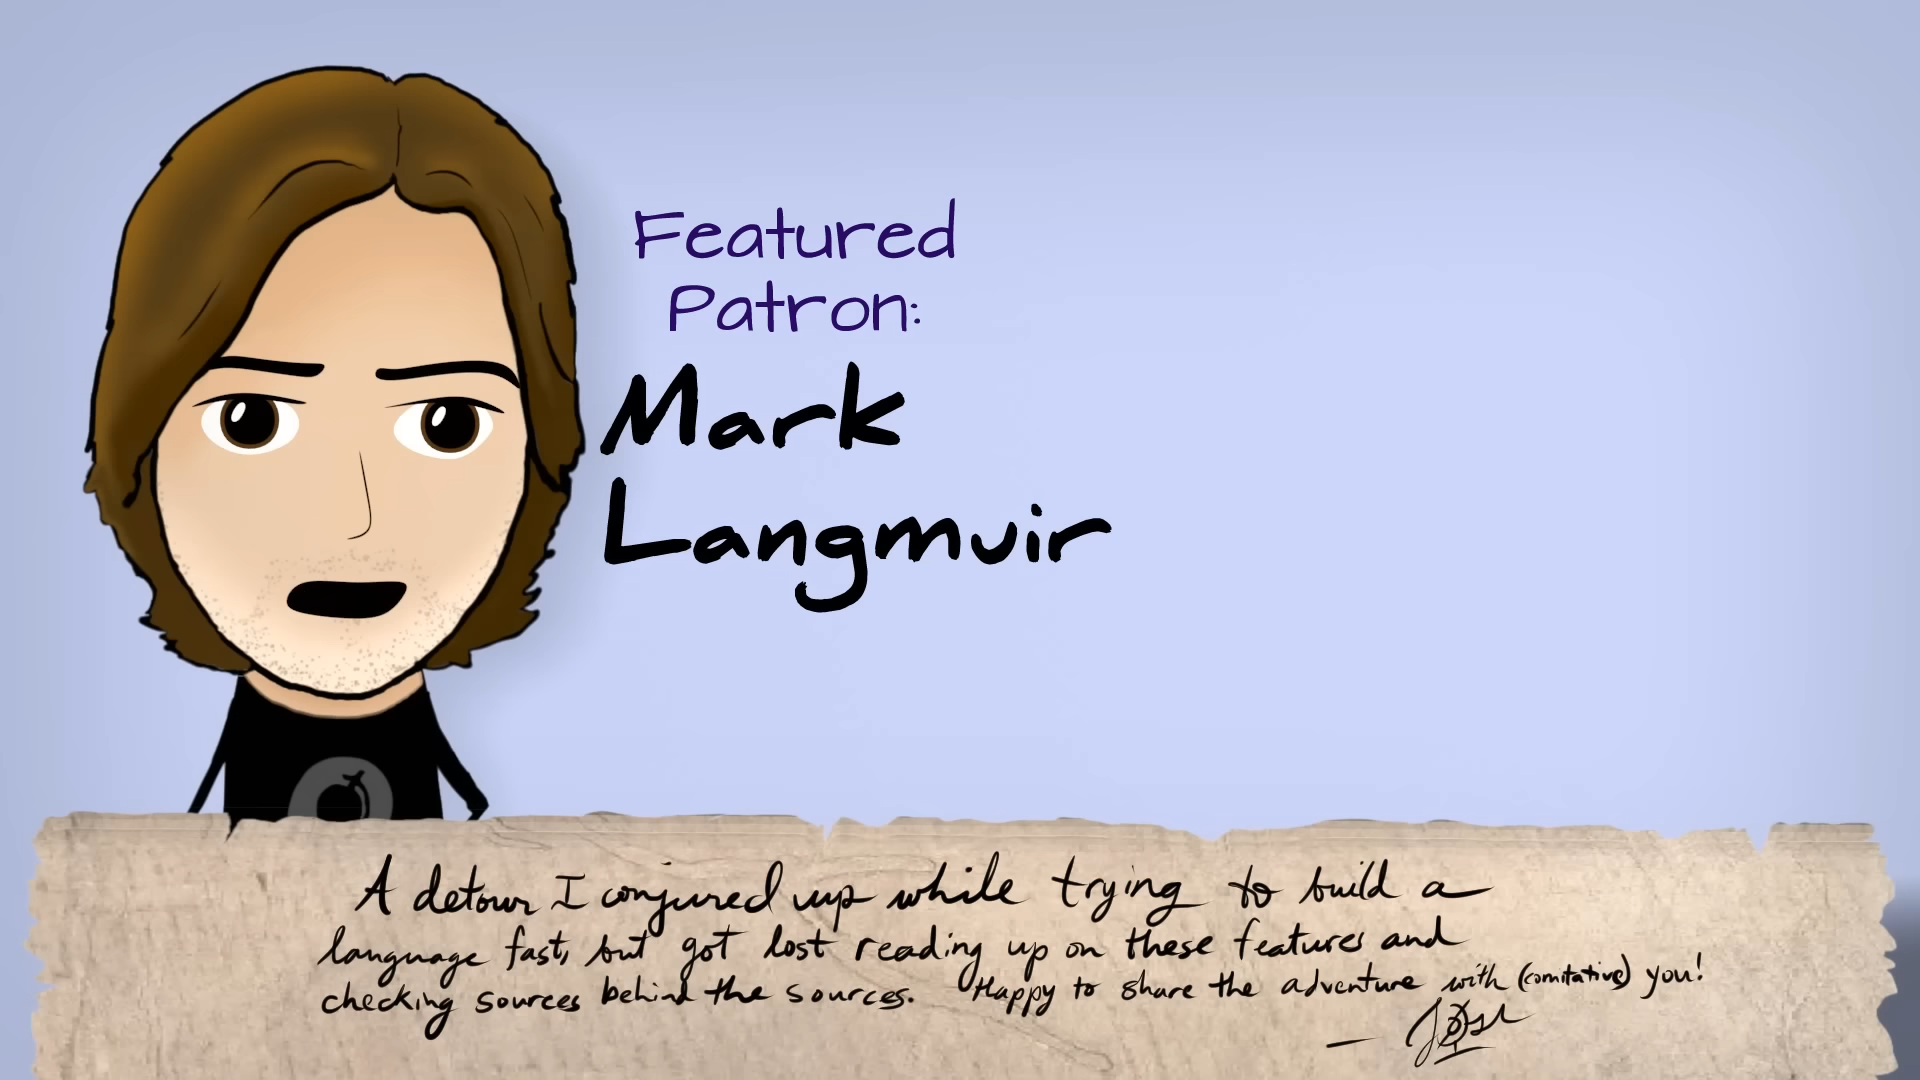 Featured
Patron:
Mark
Langmuir
A detour I conjured up while trying to build a
language fast, but got lost reading up on these features and
checking sources behind the sources. Happy to share the adventure with (comitative) you!
— Josh